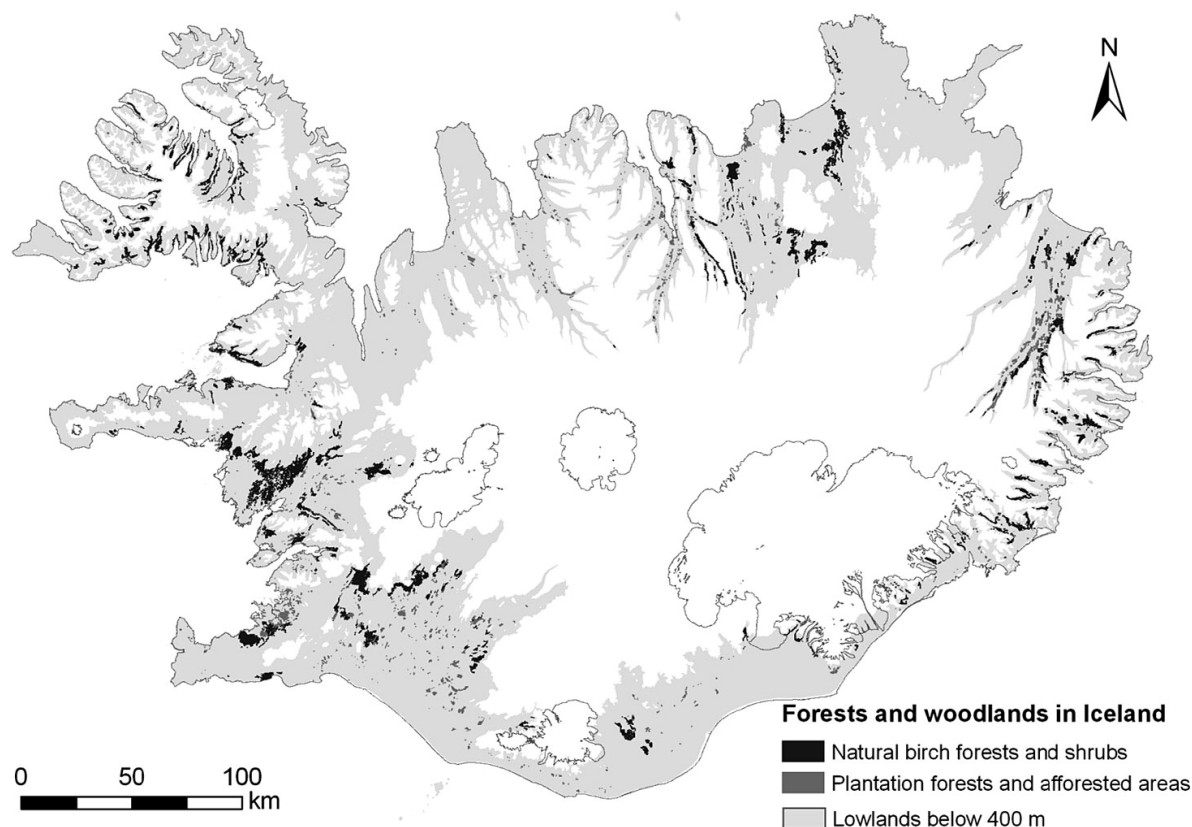 N
Forests and woodlands in Iceland
Natural birch forests and shrubs
Plantation forests and afforested areas
Lowlands below 400 m
0 50 100
km